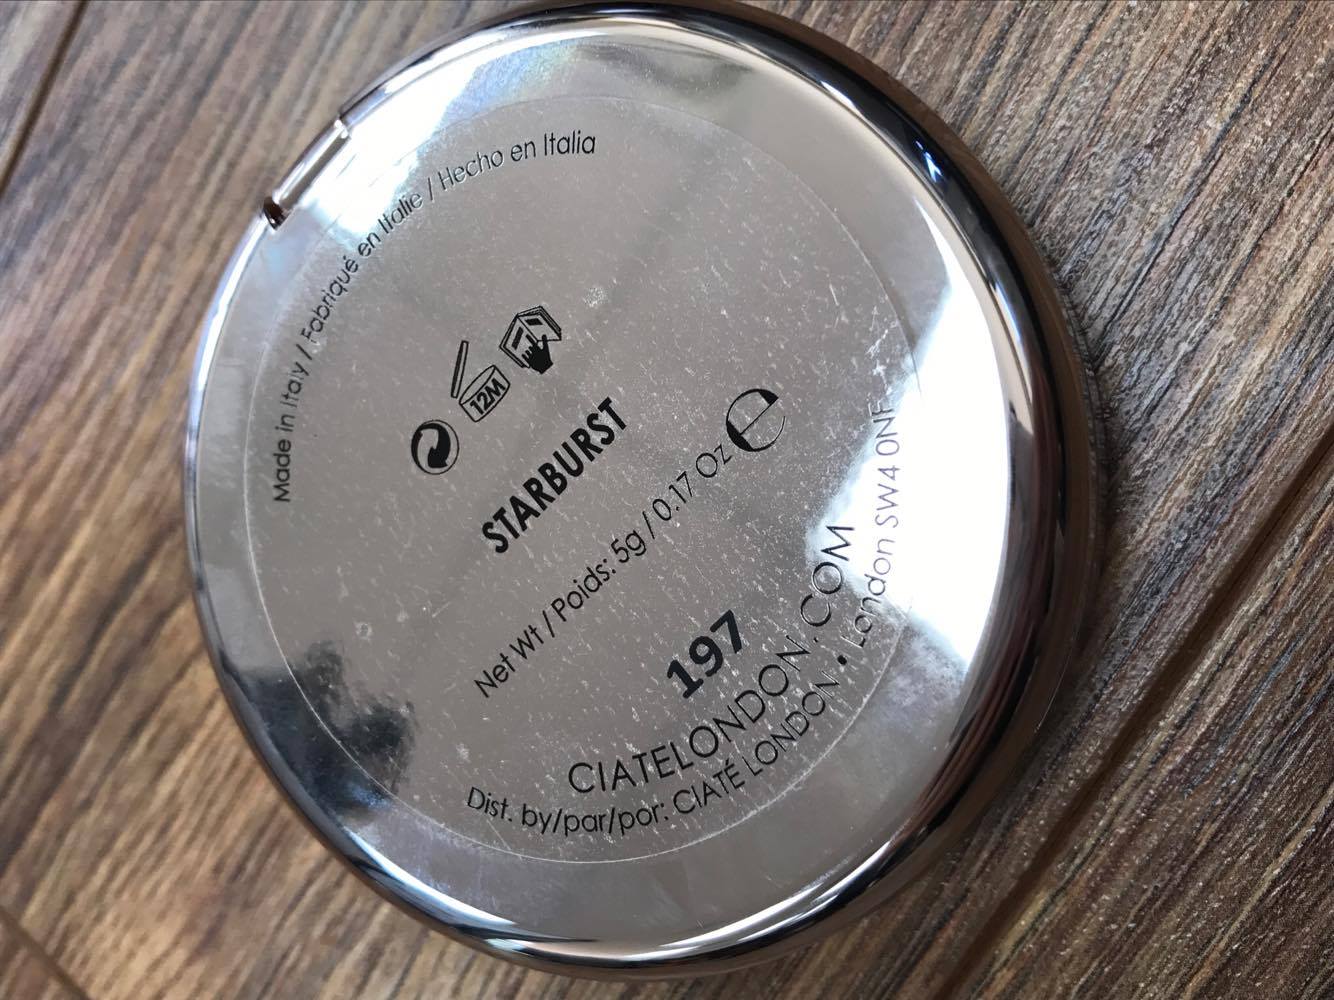 Made in Italy / Fabriqué en Italie / Hecho en Italia
12M
STARBURST
Net Wt / Poids: 5g / 0.17 Oz e
197
CIATELONDON.COM
Dist. by/par/por: CIATÉ LONDON • London SW4 0NF